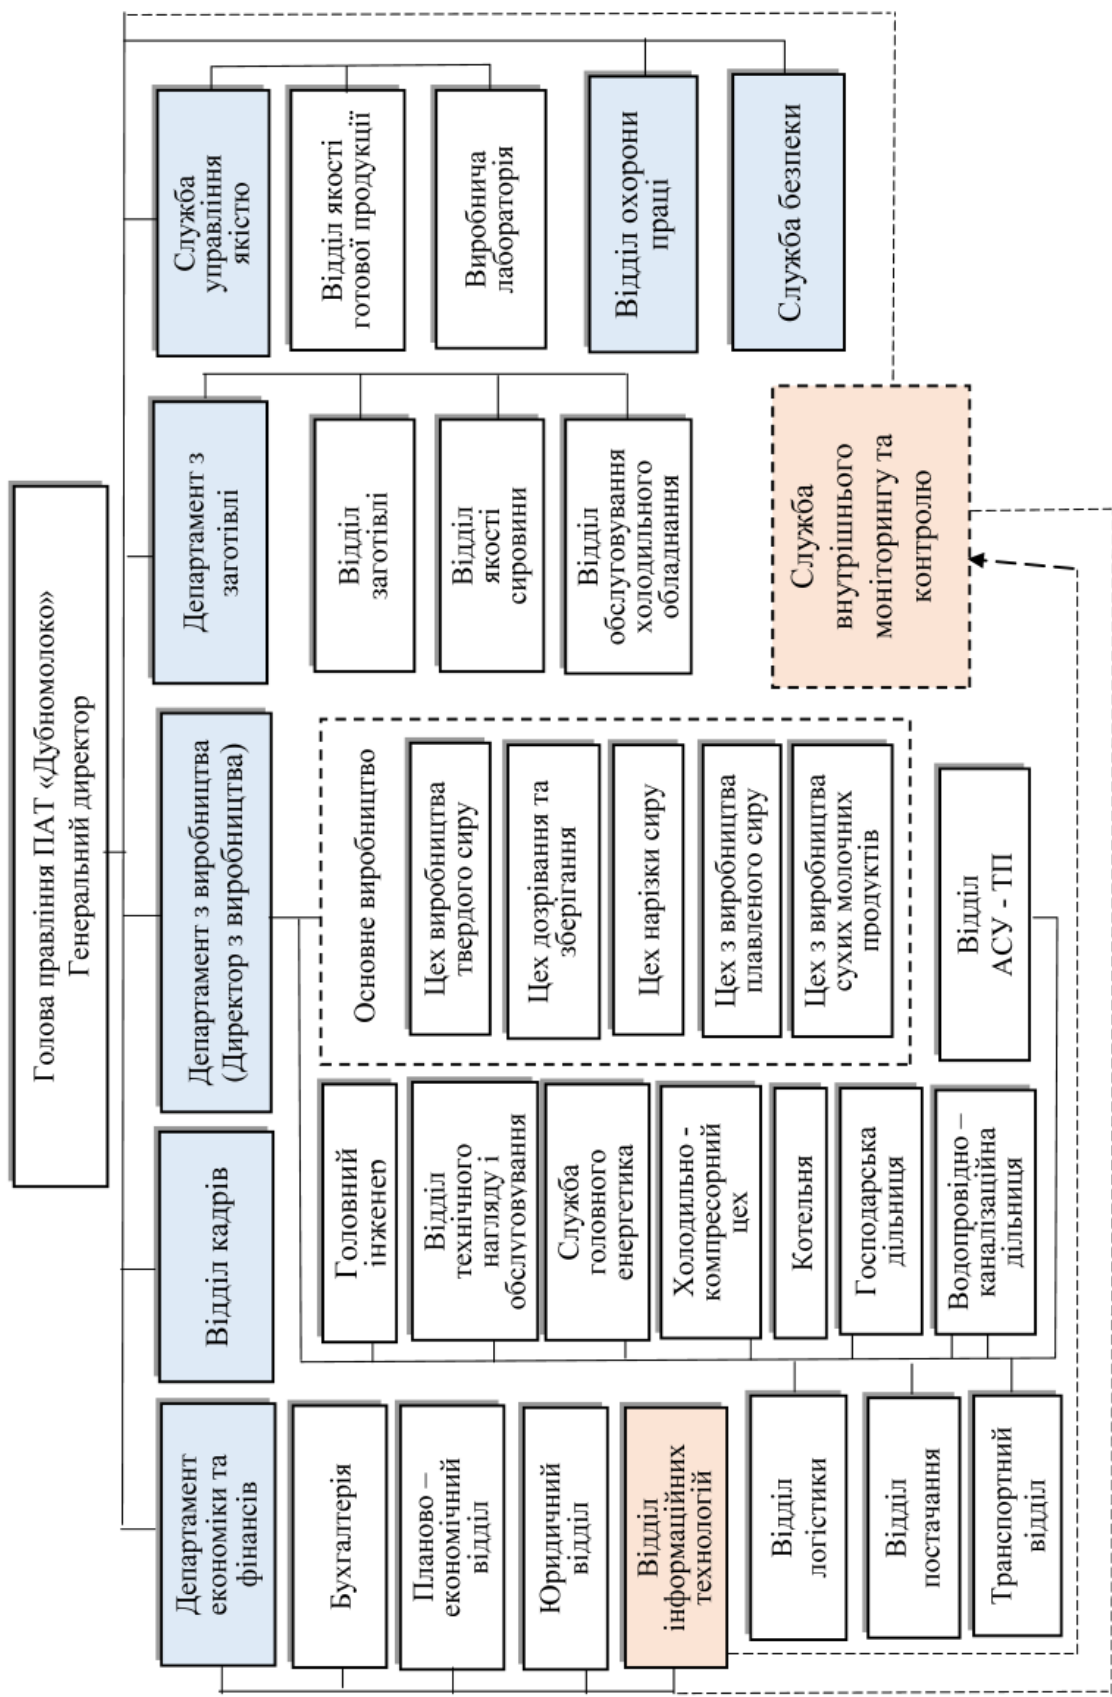 Голова правління ПАТ «Дубномолоко»
Генеральний директор
Департамент
економіки та
фінансів
Відділ кадрів
Департамент з виробництва
(Директор з виробництва)
Департамент з
заготівлі
Служба
управління
якістю
Бухгалтерія
Планово –
економічний
відділ
Юридичний
відділ
Відділ
інформаційних
технологій
Відділ
логістики
Відділ
постачання
Транспортний
відділ
Головний
інженер
Відділ
технічного
нагляду і
обслуговування
Служба
головного
енергетика
Холодильно -
компресорний
цех
Котельня
Господарська
дільниця
Водопровідно –
каналізаційна
дільниця
Основне виробництво
Цех виробництва
твердого сиру
Цех дозрівання та
зберігання
Цех нарізки сиру
Цех з виробництва
плавленого сиру
Цех з виробництва
сухих молочних
продуктів
Відділ
АСУ - ТП
Відділ
заготівлі
Відділ
якості
сировини
Відділ
обслуговування
холодильного
обладнання
Служба
внутрішнього
моніторингу та
контролю
Відділ якості
готової продукції
Виробнича
лабораторія
Відділ охорони
праці
Служба безпеки